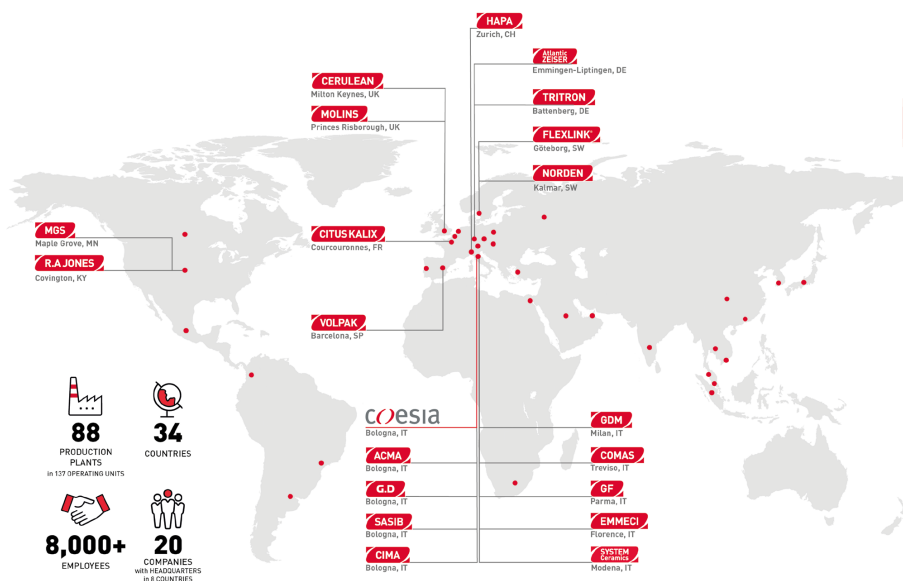 HAPA
Zurich, CH
Atlantic
ZEISER
Emmingen-Liptingen, DE
CERULEAN
Milton Keynes, UK
TRITRON
Battenberg, DE
MOLINS
Princes Risborough, UK
FLEXLINK®
Göteborg, SW
NORDEN
Kalmar, SW
MGS
Maple Grove, MN
CITUS KALIX
Courcouronnes, FR
R.A JONES
Covington, KY
VOLPAK
Barcelona, SP
88
PRODUCTION
PLANTS
in 137 OPERATING UNITS
34
COUNTRIES
8,000+
EMPLOYEES
20
COMPANIES
with HEADQUARTERS
in 8 COUNTRIES
coesia
Bologna, IT
GDM
Milan, IT
ACMA
Bologna, IT
COMAS
Treviso, IT
G.D
Bologna, IT
GF
Parma, IT
SASIB
Bologna, IT
EMMECI
Florence, IT
CIMA
Bologna, IT
SYSTEM
Ceramics
Modena, IT